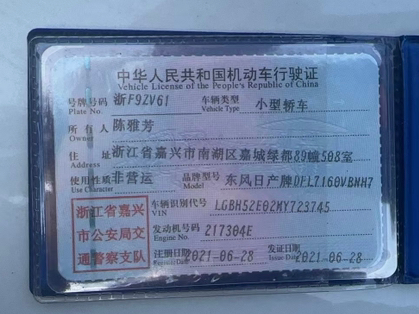 中华人民共和国机动车行驶证
Vehicle License of the People's Republic of China
号牌号码 浙F9ZV61 车辆类型 小型轿车
Plate No. Vehicle Type
所有人 陈雅芳
Owner
住址 浙江省嘉兴市南湖区嘉城绿都89幢508室
Address
使用性质 非营运 品牌型号 东风日产牌DFL7160VBNH7
Use Character Model
浙江省嘉兴市公安局交通警察支队
车辆识别代号 LGBH52E02MY723745
VIN
发动机号码 217304E
Engine No.
注册日期 2021-06-28 发证日期 2021-06-28
Register Date Issue Date